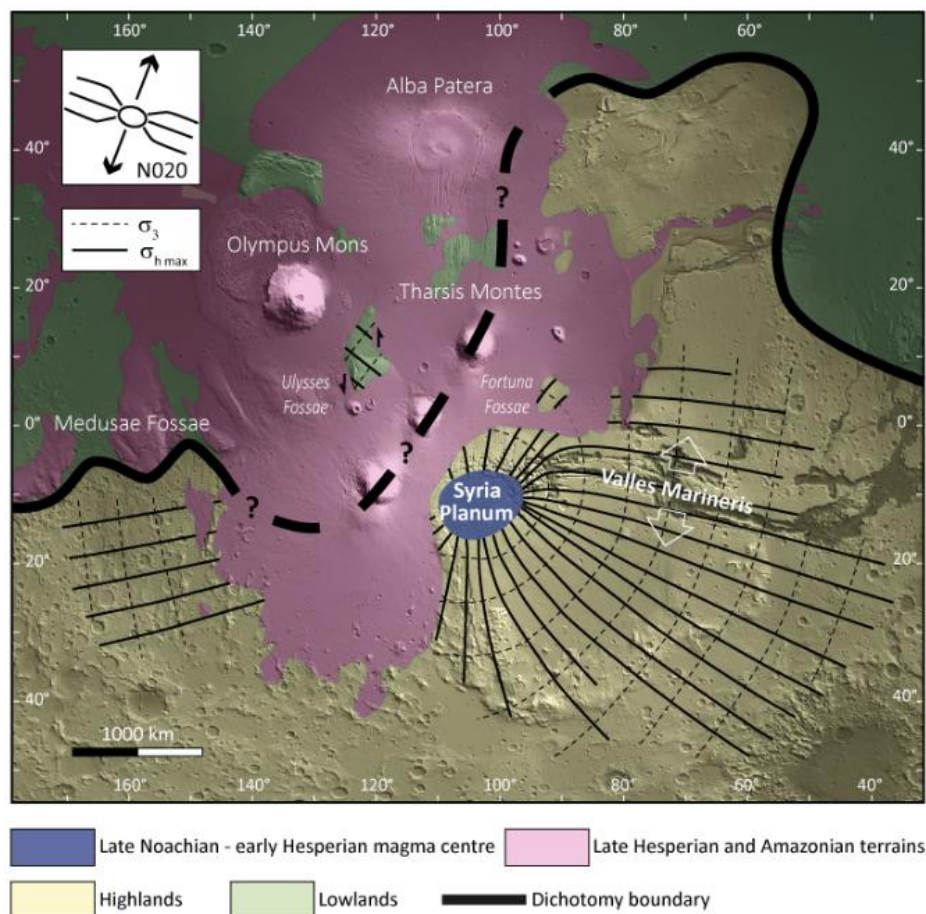 160° 140° 120° 100° 80° 60°
Alba Patera
N020
40° 40°
?
σ3
σh max
Olympus Mons
20° 20°
Tharsis Montes
Ulysses
Fossae
Fortuna
Fossae
0° 0°
Medusae Fossae
?
Syria
Planum
Valles Marineris
?
20° 20°
40° 40°
1000 km
160° 140° 120° 100° 80° 60° 40°
Late Noachian - early Hesperian magma centre
Late Hesperian and Amazonian terrains
Highlands
Lowlands
Dichotomy boundary